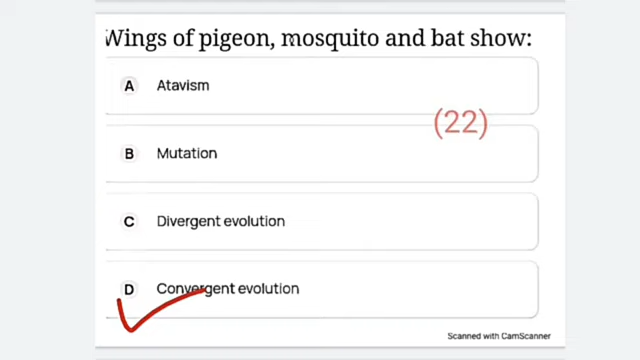 Wings of pigeon, mosquito and bat show:
A Atavism
(22)
B Mutation
C Divergent evolution
D Convergent evolution
Scanned with CamScanner